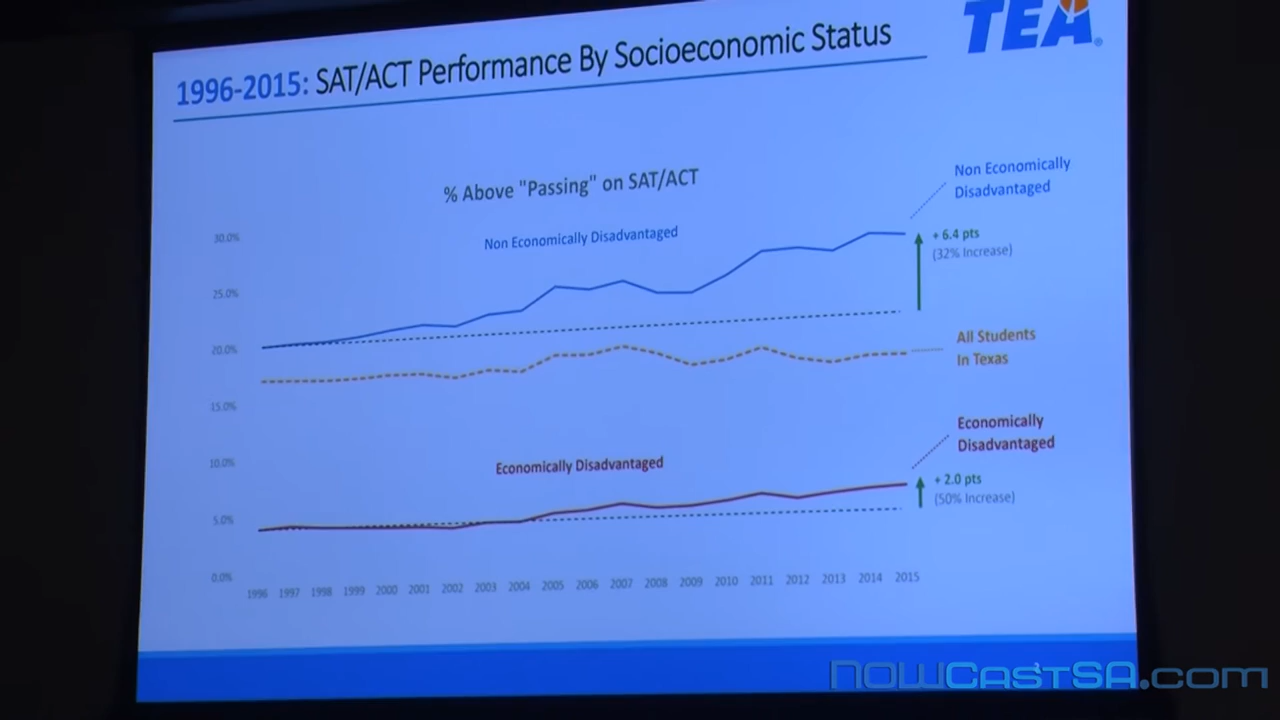 1996-2015: SAT/ACT Performance By Socioeconomic Status
TEA
% Above "Passing" on SAT/ACT
Non Economically
Disadvantaged
Non Economically Disadvantaged
30.0%
+ 6.4 pts
(32% Increase)
25.0%
20.0%
All Students
In Texas
15.0%
Economically
Disadvantaged
10.0%
Economically Disadvantaged
+ 2.0 pts
(50% Increase)
5.0%
0.0%
1996 1997 1998 1999 2000 2001 2002 2003 2004 2005 2006 2007 2008 2009 2010 2011 2012 2013 2014 2015
NOWCastSA.com